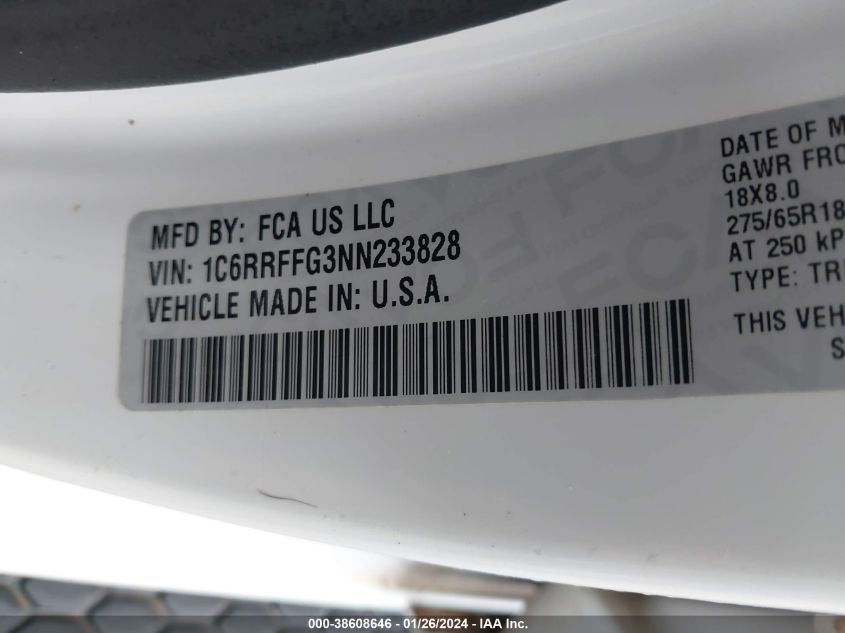 MFD BY: FCA US LLC
VIN: 1C6RRFFG3NN233828
VEHICLE MADE IN: U.S.A.
DATE OF M
GAWR FRO
18X8.0
275/65R18
AT 250 kP
TYPE: TR
THIS VEH
S
000-38608646 - 01/26/2024 - IAA Inc.